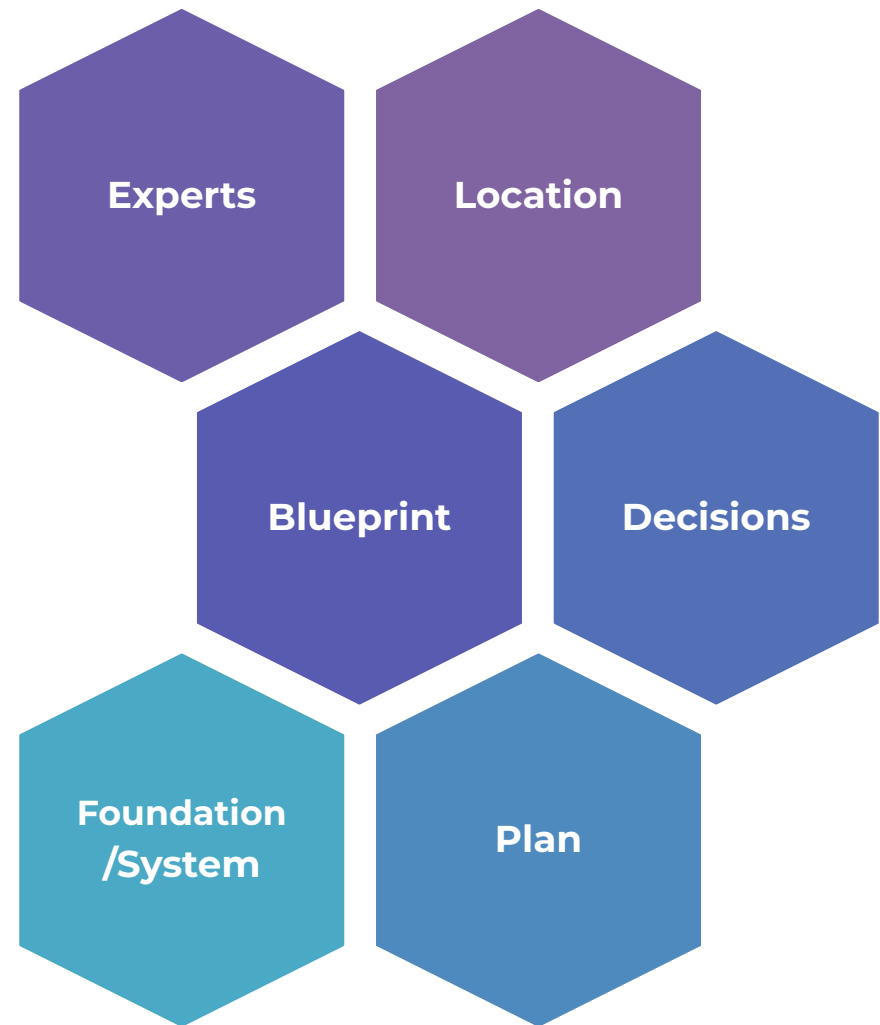 Experts
Location
Blueprint
Decisions
Foundation
/System
Plan